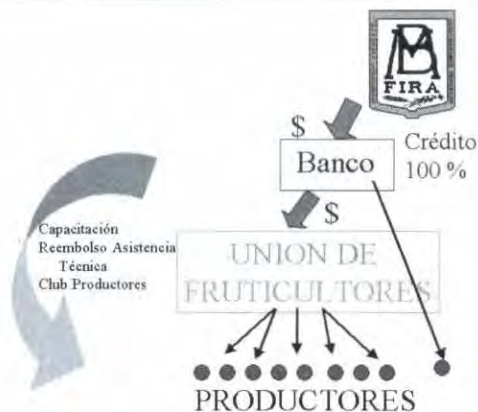 FIRA
$
Crédito
Banco
100 %
$
Capacitación
Reembolso Asistencia
Técnica
Club Productores
UNION DE
FRUTICULTORES
PRODUCTORES